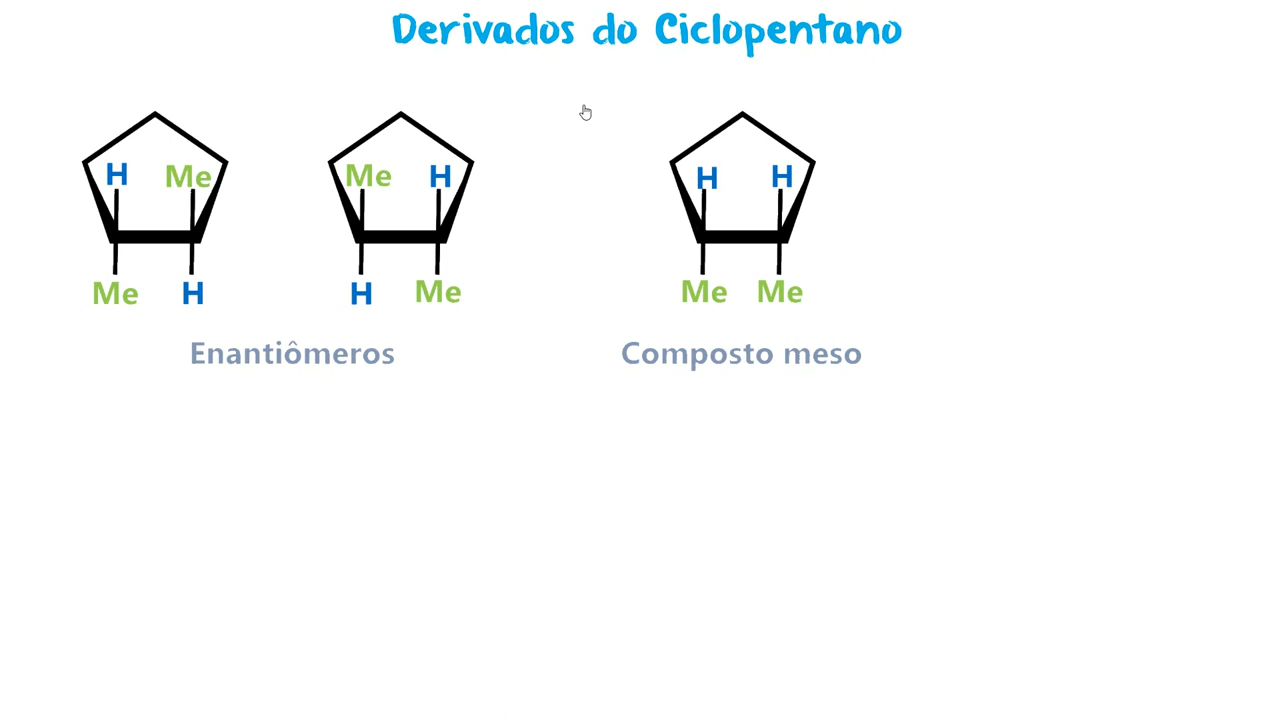 Derivados do Ciclopentano
H Me Me H H H
Me H H Me Me Me
Enantiômeros Composto meso